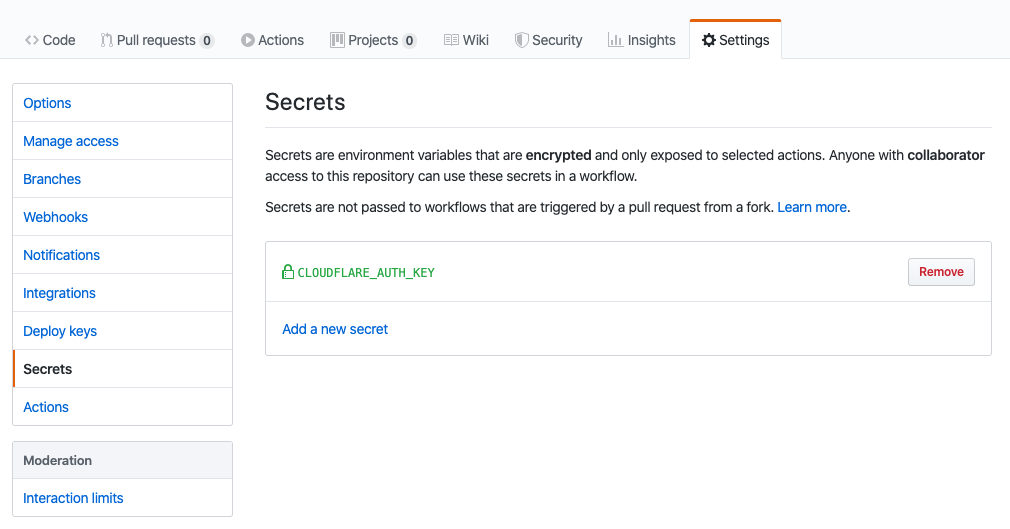 Code
Pull requests 0
Actions
Projects 0
Wiki
Security
Insights
Settings
Options
Manage access
Branches
Webhooks
Notifications
Integrations
Deploy keys
Secrets
Actions
Moderation
Interaction limits
Secrets
Secrets are environment variables that are encrypted and only exposed to selected actions. Anyone with collaborator
access to this repository can use these secrets in a workflow.
Secrets are not passed to workflows that are triggered by a pull request from a fork. Learn more.
CLOUDFLARE_AUTH_KEY
Remove
Add a new secret